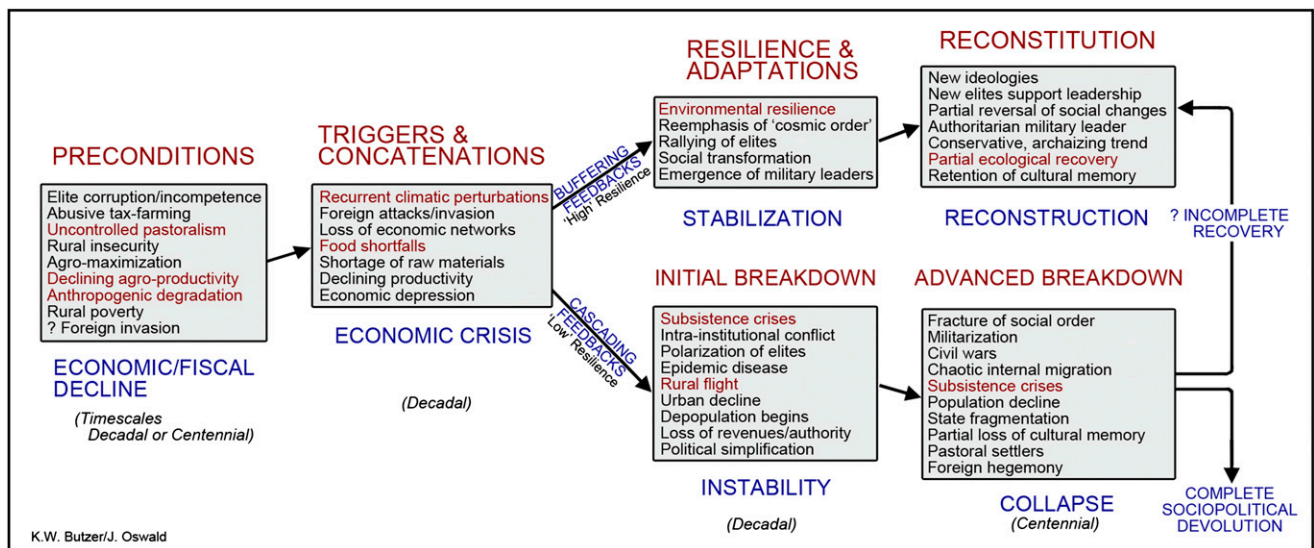 PRECONDITIONS
Elite corruption/incompetence
Abusive tax-farming
Uncontrolled pastoralism
Rural insecurity
Agro-maximization
Declining agro-productivity
Anthropogenic degradation
Rural poverty
? Foreign invasion
ECONOMIC/FISCAL
DECLINE
(Timescales
Decadal or Centennial)
TRIGGERS &
CONCATENATIONS
Recurrent climatic perturbations
Foreign attacks/invasion
Loss of economic networks
Food shortfalls
Shortage of raw materials
Declining productivity
Economic depression
ECONOMIC CRISIS
(Decadal)
BUFFERING
FEEDBACKS
'High' Resilience
RESILIENCE &
ADAPTATIONS
Environmental resilience
Reemphasis of 'cosmic order'
Rallying of elites
Social transformation
Emergence of military leaders
STABILIZATION
RECONSTITUTION
New ideologies
New elites support leadership
Partial reversal of social changes
Authoritarian military leader
Conservative, archaizing trend
Partial ecological recovery
Retention of cultural memory
RECONSTRUCTION
? INCOMPLETE
RECOVERY
CASCADING
FEEDBACKS
'Low' Resilience
INITIAL BREAKDOWN
Subsistence crises
Intra-institutional conflict
Polarization of elites
Epidemic disease
Rural flight
Urban decline
Depopulation begins
Loss of revenues/authority
Political simplification
INSTABILITY
(Decadal)
ADVANCED BREAKDOWN
Fracture of social order
Militarization
Civil wars
Chaotic internal migration
Subsistence crises
Population decline
State fragmentation
Partial loss of cultural memory
Pastoral settlers
Foreign hegemony
COLLAPSE
(Centennial)
COMPLETE
SOCIOPOLITICAL
DEVOLUTION
K.W. Butzer/J. Oswald